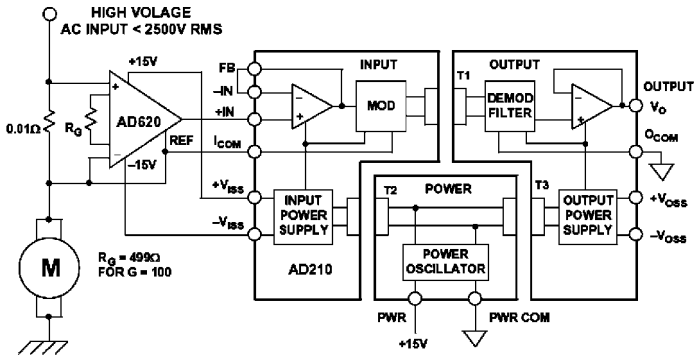 HIGH VOLAGE
AC INPUT < 2500V RMS
+15V
0.01Ω
RG
+
–
AD620
REF
–15V
M
RG = 499Ω
FOR G = 100
FB
–IN
+IN
ICOM
+VISS
–VISS
INPUT
–
+
MOD
INPUT
POWER
SUPPLY
AD210
T1
T2
POWER
T3
POWER
OSCILLATOR
PWR
+15V
PWR COM
OUTPUT
DEMOD
FILTER
–
+
OUTPUT
POWER
SUPPLY
OUTPUT
VO
OCOM
+VOSS
–VOSS